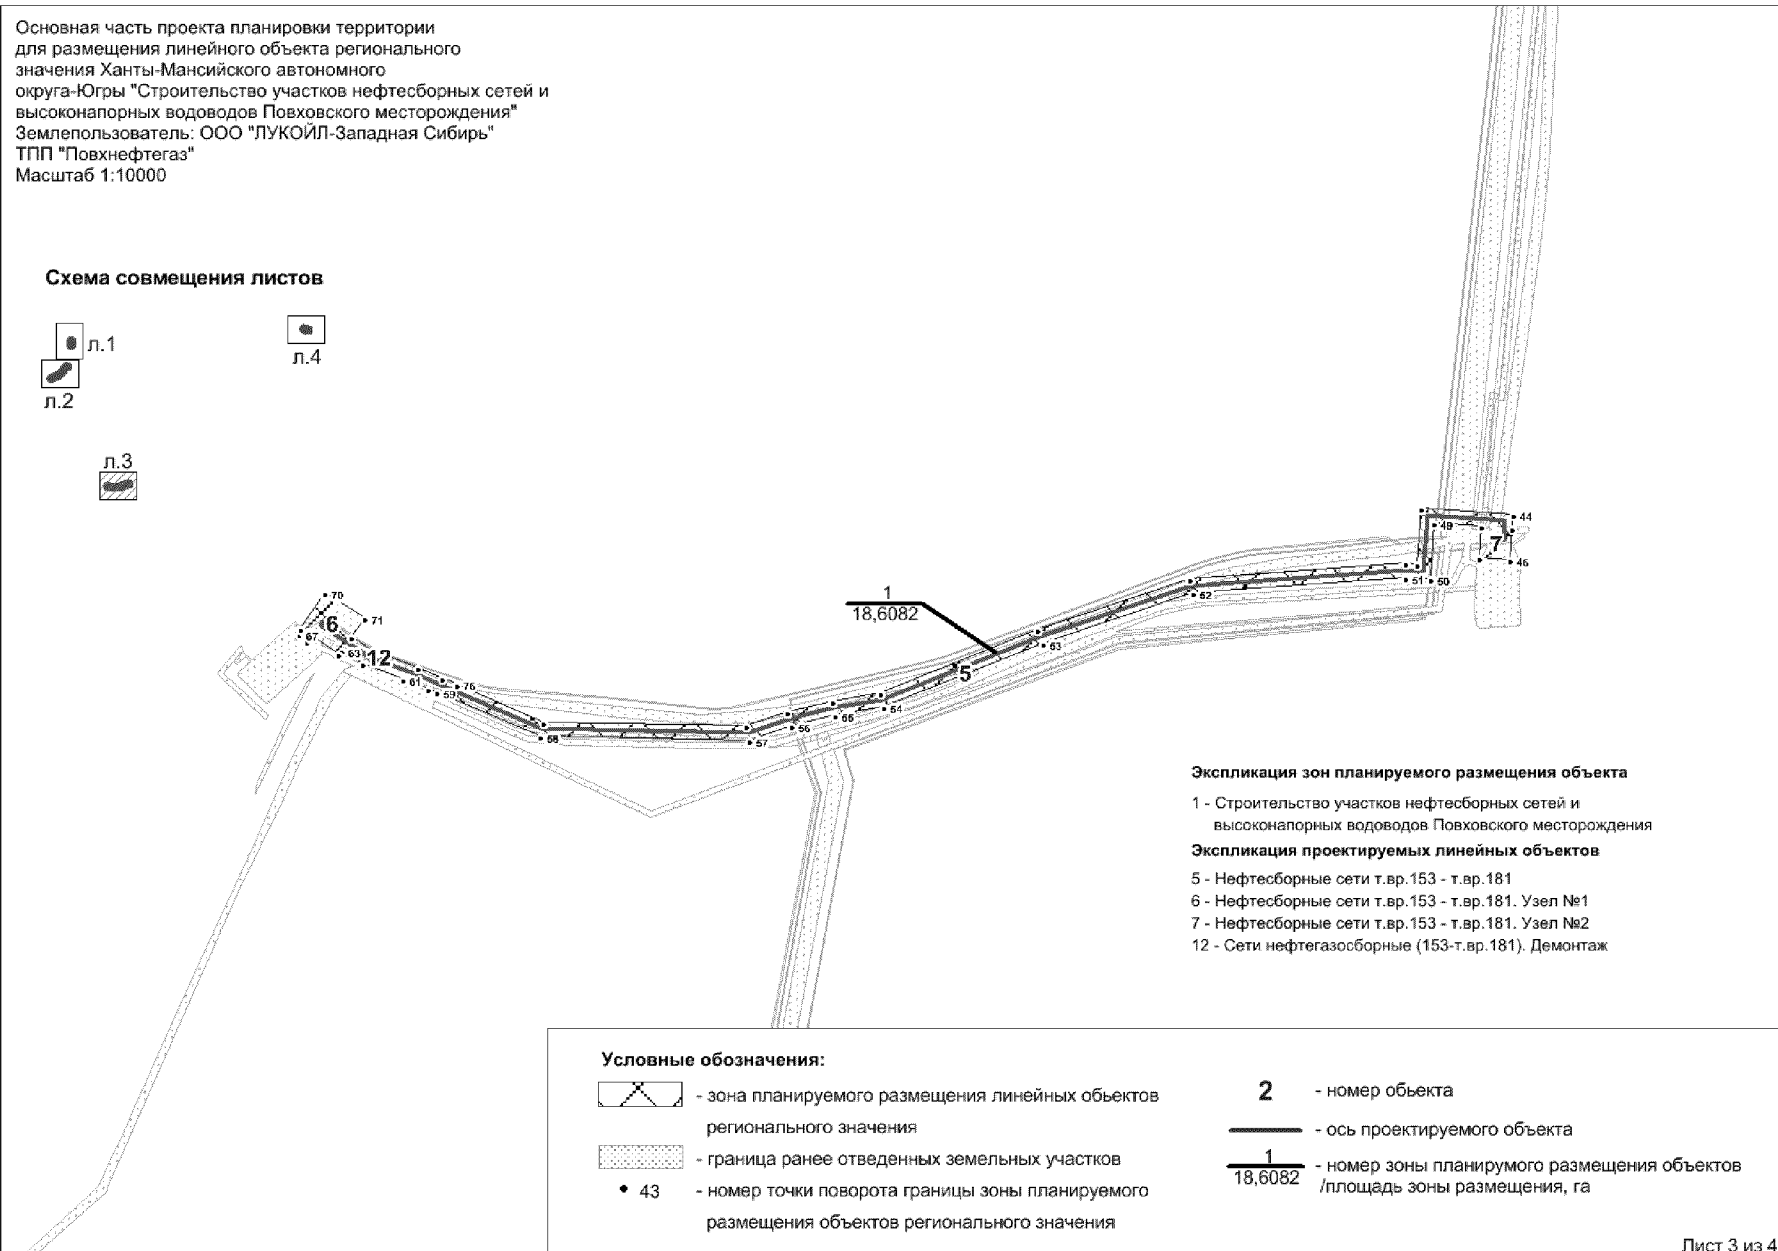 Основная часть проекта планировки территории
для размещения линейного объекта регионального
значения Ханты-Мансийского автономного
округа-Югры "Строительство участков нефтесборных сетей и
высоконапорных водоводов Повховского месторождения"
Землепользователь: ООО "ЛУКОЙЛ-Западная Сибирь"
ТПП "Повхнефтегаз"
Масштаб 1:10000
Схема совмещения листов
л.1
л.4
л.2
л.3
44
49
7
46
51
50
52
1
18,6082
70
71
6
67
63
12
53
5
61
76
59
54
55
56
58
57
Экспликация зон планируемого размещения объекта
1 - Строительство участков нефтесборных сетей и
высоконапорных водоводов Повховского месторождения
Экспликация проектируемых линейных объектов
5 - Нефтесборные сети т.вр.153 - т.вр.181
6 - Нефтесборные сети т.вр.153 - т.вр.181. Узел №1
7 - Нефтесборные сети т.вр.153 - т.вр.181. Узел №2
12 - Сети нефтегазосборные (153-т.вр.181). Демонтаж
Условные обозначения:
- зона планируемого размещения линейных обьектов
регионального значения
- граница ранее отведенных земельных участков
43 - номер точки поворота границы зоны планируемого
размещения объектов регионального значения
2 - номер обьекта
- ось проектируемого объекта
1
18,6082
- номер зоны планирумого размещения объектов
/площадь зоны размещения, га
Лист 3 из 4